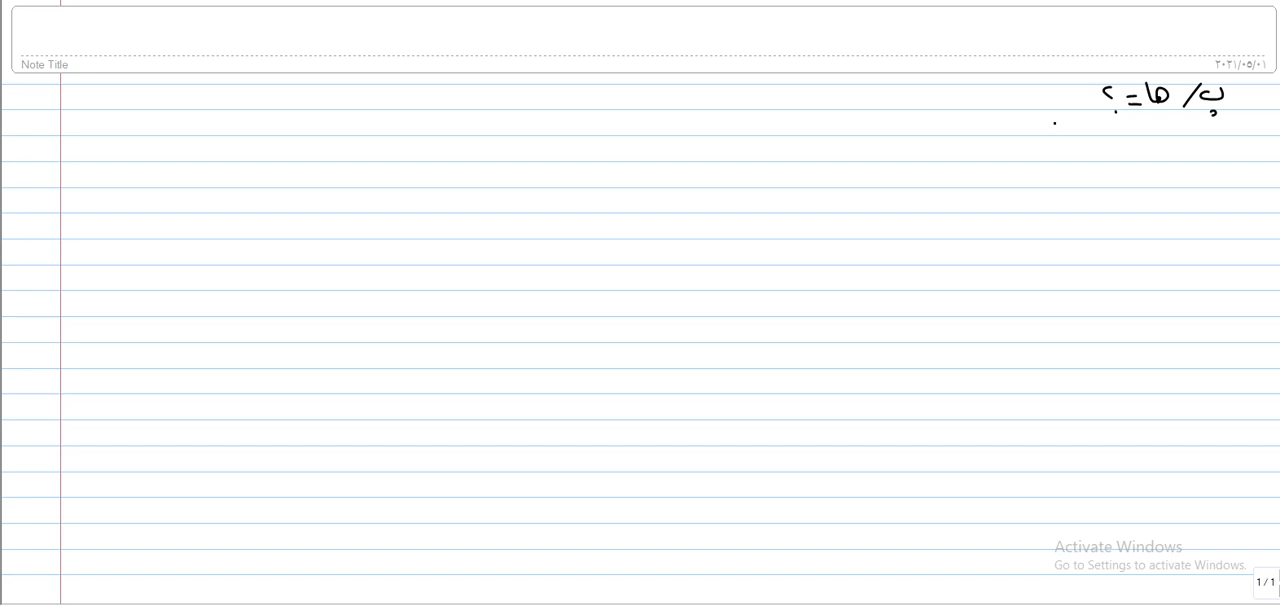 Note Title
٢٠٢١/٠٥/٠١
ب/ ها=؟
Activate Windows
Go to Settings to activate Windows.
1/1